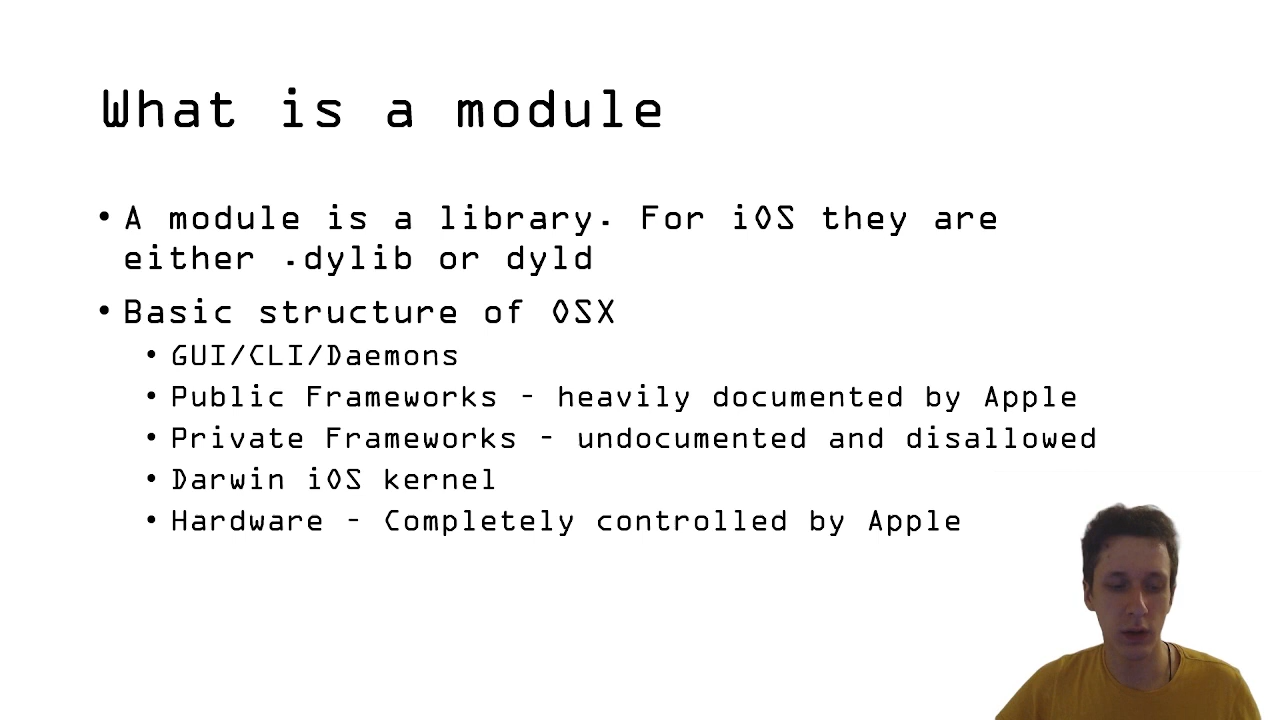 What is a module
• A module is a library. For iOS they are
either .dylib or dyld
• Basic structure of OSX
• GUI/CLI/Daemons
• Public Frameworks - heavily documented by Apple
• Private Frameworks - undocumented and disallowed
• Darwin iOS kernel
• Hardware - Completely controlled by Apple